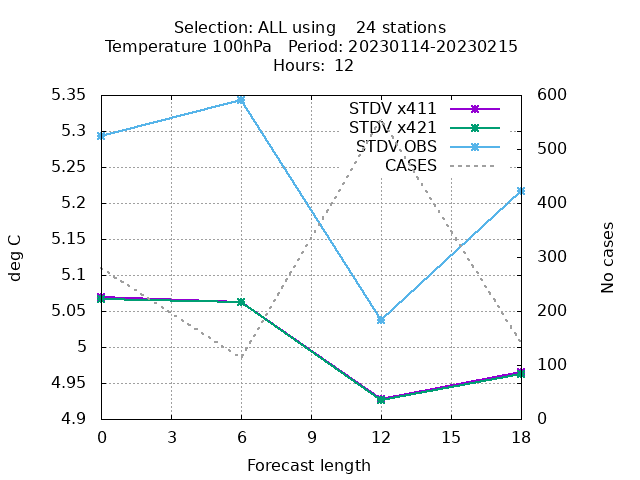 Selection: ALL using    24 stations
Temperature 100hPa   Period: 20230114-20230215
Hours:  12
5.35
5.3
5.25
5.2
5.15
5.1
5.05
5
4.95
4.9
deg C
STDV x411
STDV x421
STDV OBS
CASES
600
500
400
300
200
100
0
No cases
0 3 6 9 12 15 18
Forecast length